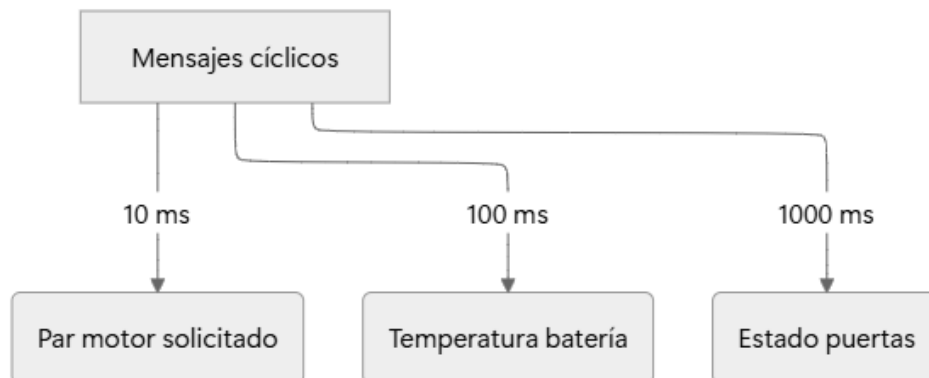 Mensajes cíclicos
10 ms
100 ms
1000 ms
Par motor solicitado
Temperatura batería
Estado puertas